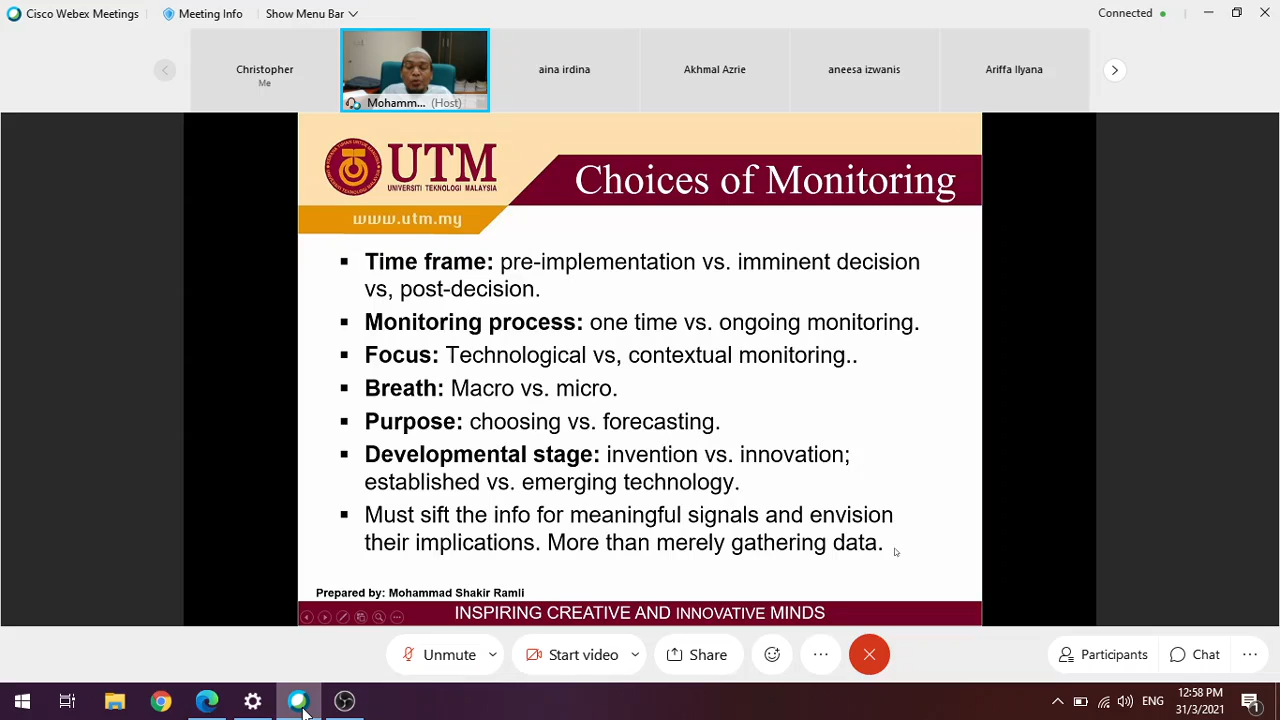 Cisco Webex Meetings
Meeting Info
Show Menu Bar
Connected
Christopher
Me
Mohamm... (Host)
aina irdina
Akhmal Azrie
aneesa izwanis
Ariffa Ilyana
UTM
UNIVERSITI TEKNOLOGI MALAYSIA
www.utm.my
Choices of Monitoring
Time frame: pre-implementation vs. imminent decision
vs, post-decision.
Monitoring process: one time vs. ongoing monitoring.
Focus: Technological vs, contextual monitoring..
Breath: Macro vs. micro.
Purpose: choosing vs. forecasting.
Developmental stage: invention vs. innovation;
established vs. emerging technology.
Must sift the info for meaningful signals and envision
their implications. More than merely gathering data.
Prepared by: Mohammad Shakir Ramli
INSPIRING CREATIVE AND INNOVATIVE MINDS
Unmute
Start video
Share
Participants
Chat
ENG
12:58 PM
31/3/2021
1